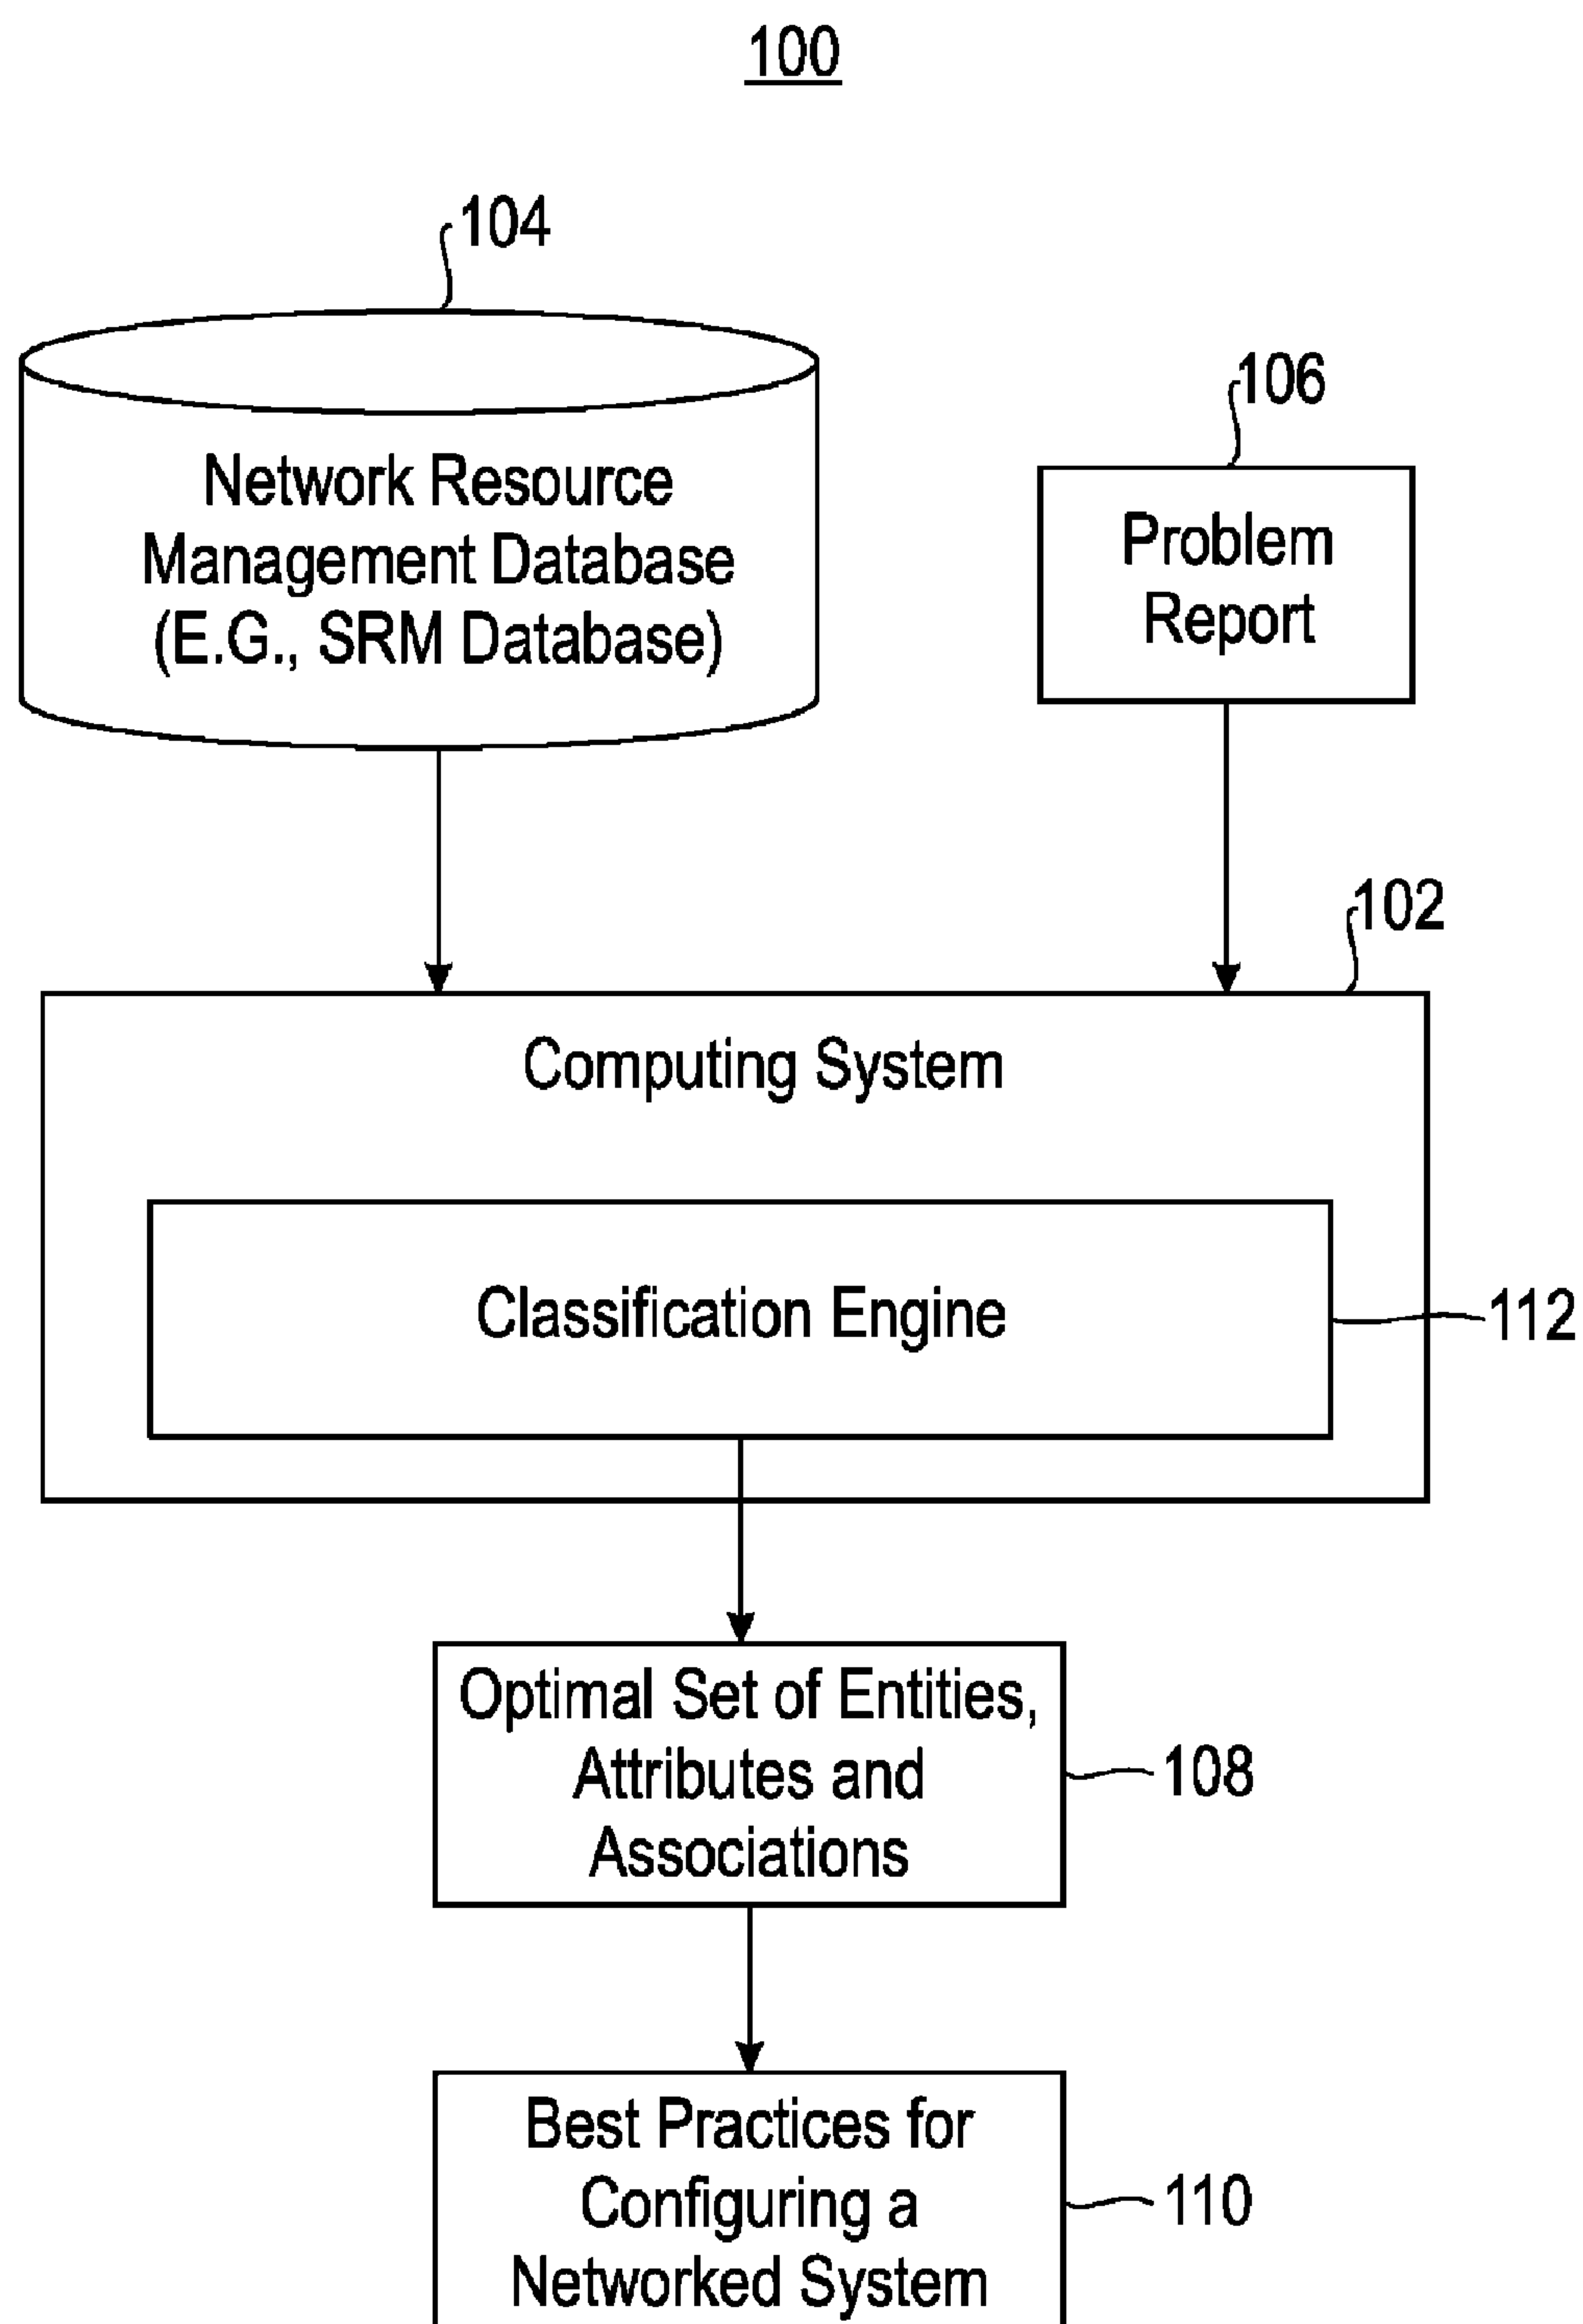 100
104
Network Resource
Management Database
(E.G., SRM Database)
106
Problem
Report
102
Computing System
Classification Engine
112
Optimal Set of Entities,
Attributes and
Associations
108
Best Practices for
Configuring a
Networked System
110